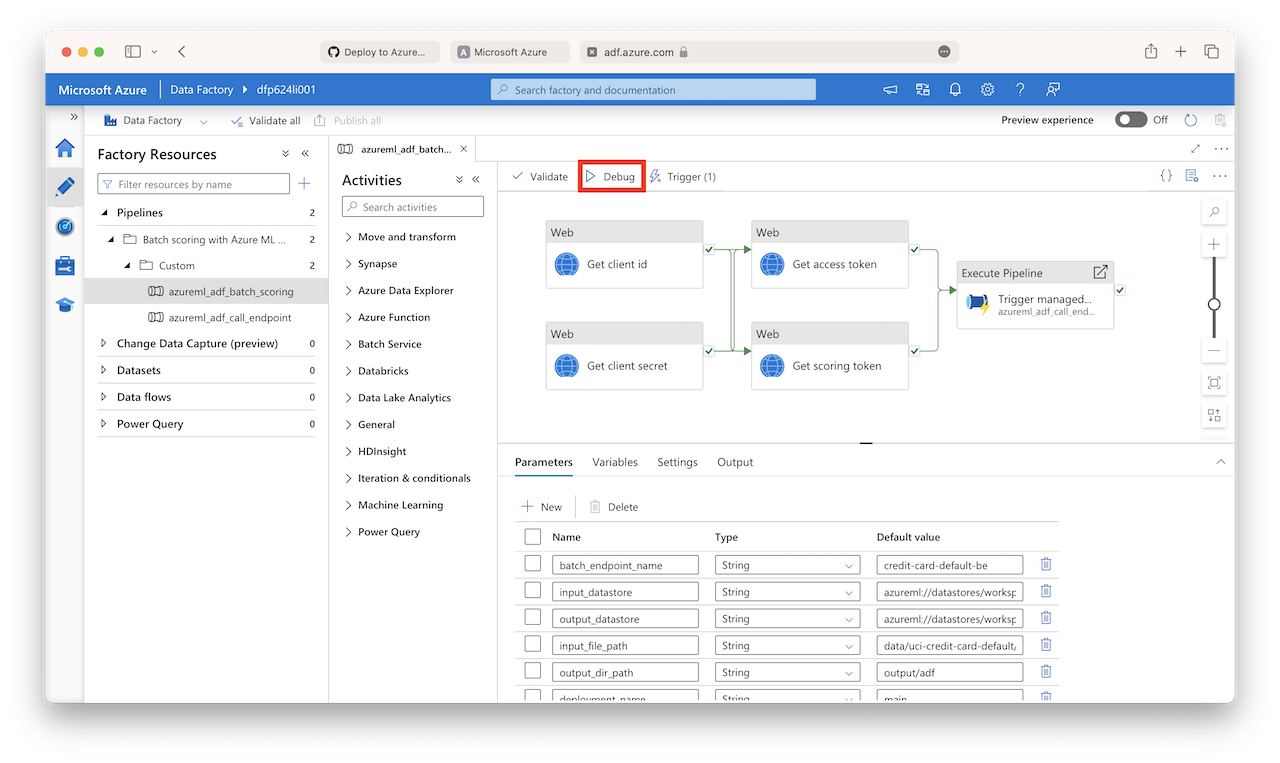 Deploy to Azure...
Microsoft Azure
adf.azure.com
Microsoft Azure
Data Factory
dfp624li001
Search factory and documentation
Data Factory
Validate all
Publish all
Preview experience
Off
Factory Resources
Filter resources by name
Pipelines 2
Batch scoring with Azure ML ... 2
Custom 2
azureml_adf_batch_scoring
azureml_adf_call_endpoint
Change Data Capture (preview) 0
Datasets 0
Data flows 0
Power Query 0
azureml_adf_batch...
Activities
Search activities
Move and transform
Synapse
Azure Data Explorer
Azure Function
Batch Service
Databricks
Data Lake Analytics
General
HDInsight
Iteration & conditionals
Machine Learning
Power Query
Validate
Debug
Trigger (1)
Web
Get client id
Web
Get access token
Web
Get client secret
Web
Get scoring token
Execute Pipeline
Trigger managed...
azureml_adf_call_end...
Parameters Variables Settings Output
New Delete
Name Type Default value
batch_endpoint_name String credit-card-default-be
input_datastore String azureml://datastores/worksp
output_datastore String azureml://datastores/worksp
input_file_path String data/uci-credit-card-default/
output_dir_path String output/adf
deployment_name String main